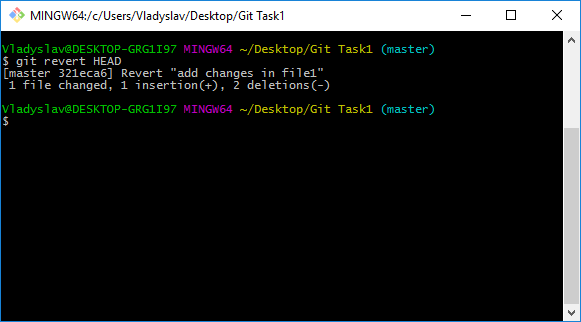 MINGW64:/c/Users/Vladyslav/Desktop/Git Task1
Vladyslav@DESKTOP-GRG1I97 MINGW64 ~/Desktop/Git Task1 (master)
$ git revert HEAD
[master 321eca6] Revert "add changes in file1"
 1 file changed, 1 insertion(+), 2 deletions(-)
Vladyslav@DESKTOP-GRG1I97 MINGW64 ~/Desktop/Git Task1 (master)
$